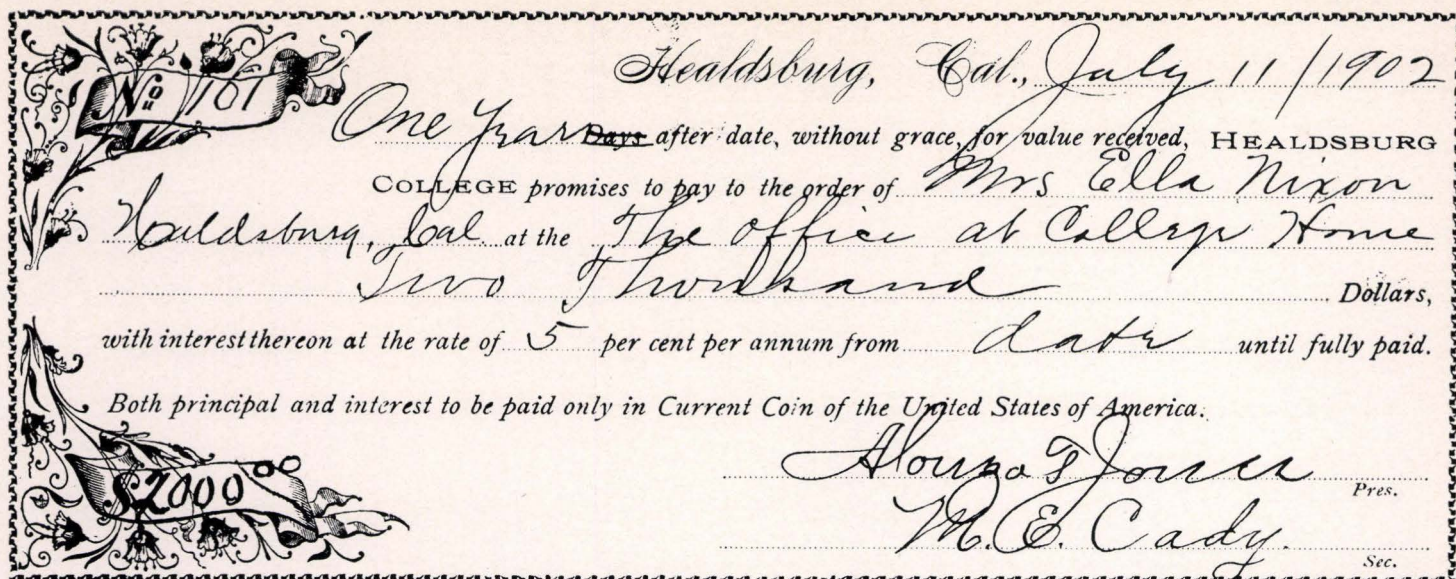 Healdsburg, Cal., July 11/1902
No 161
One Year Days after date, without grace, for value received, HEALDSBURG
COLLEGE promises to pay to the order of Mrs Ella Nixon
Healdsburg, Cal. at the The office at College Home
Two Thousand Dollars,
with interest thereon at the rate of 5 per cent per annum from date until fully paid.
Both principal and interest to be paid only in Current Coin of the United States of America.
Alonzo T Jones
Pres.
$2000 00
M. E. Cady.
Sec.